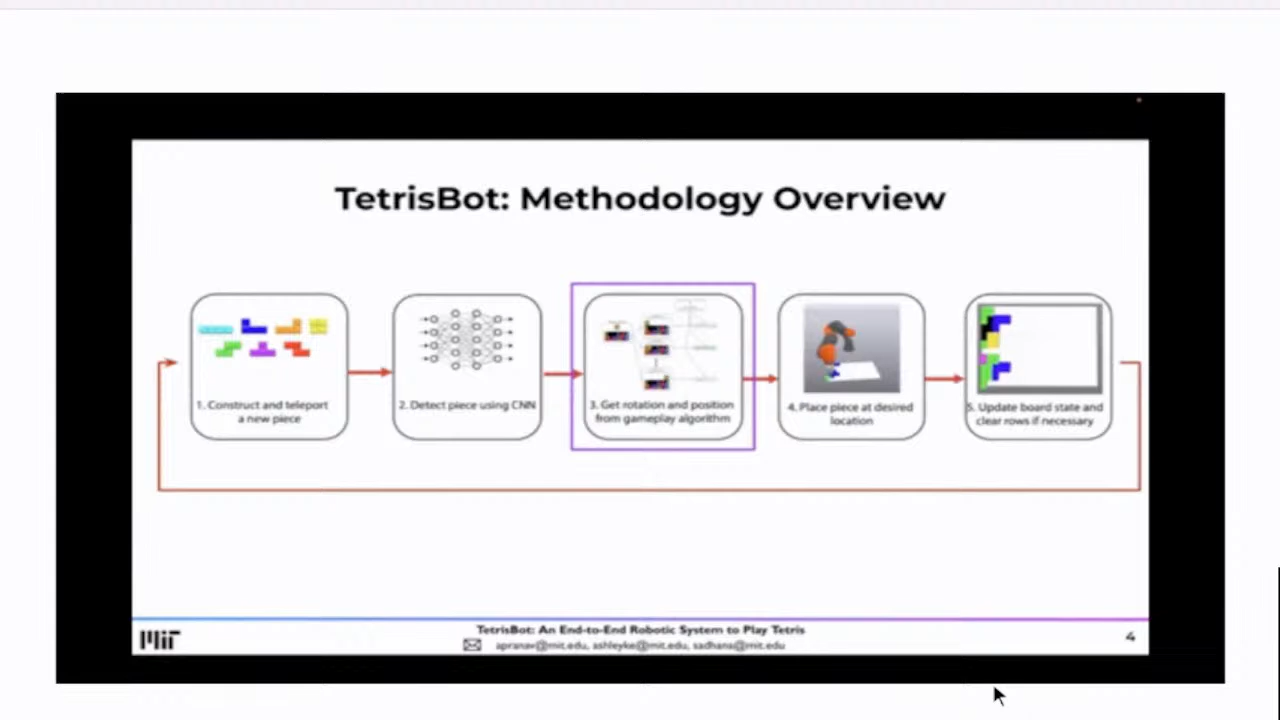 TetrisBot: Methodology Overview
1. Construct and teleport
a new piece
2. Detect piece using CNN
3. Get rotation and position
from gameplay algorithm
4. Place piece at desired
location
5. Update board state and
clear rows if necessary
MIT
TetrisBot: An End-to-End Robotic System to Play Tetris
apranav@mit.edu, ashleyke@mit.edu, sadhana@mit.edu
4